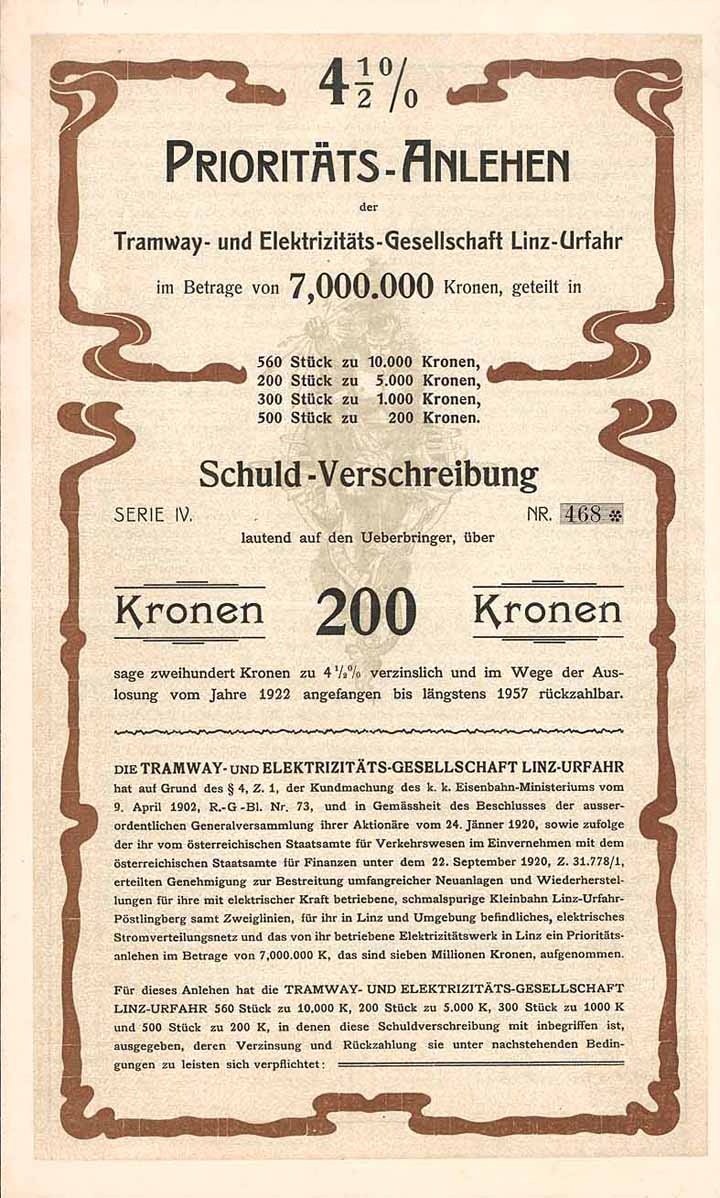 4 1/2 %
PRIORITÄTS-ANLEHEN
der
Tramway- und Elektrizitäts-Gesellschaft Linz-Urfahr
im Betrage von 7,000.000 Kronen, geteilt in
560 Stück zu 10.000 Kronen,
200 Stück zu 5.000 Kronen,
300 Stück zu 1.000 Kronen,
500 Stück zu 200 Kronen.
Schuld-Verschreibung
SERIE IV. NR. 468
lautend auf den Ueberbringer, über
Kronen 200 Kronen
sage zweihundert Kronen zu 4 1/2% verzinslich und im Wege der Aus-
losung vom Jahre 1922 angefangen bis längstens 1957 rückzahlbar.
DIE TRAMWAY- UND ELEKTRIZITÄTS-GESELLSCHAFT LINZ-URFAHR
hat auf Grund des § 4, Z. 1, der Kundmachung des k. k. Eisenbahn-Ministeriums vom
9. April 1902, R.-G -Bl. Nr. 73, und in Gemässheit des Beschlusses der ausser-
ordentlichen Generalversammlung ihrer Aktionäre vom 24. Jänner 1920, sowie zufolge
der ihr vom österreichischen Staatsamte für Verkehrswesen im Einvernehmen mit dem
österreichischen Staatsamte für Finanzen unter dem 22. September 1920, Z. 31.778/1,
erteilten Genehmigung zur Bestreitung umfangreicher Neuanlagen und Wiederherstel-
lungen für ihre mit elektrischer Kraft betriebene, schmalspurige Kleinbahn Linz-Urfahr-
Pöstlingberg samt Zweiglinien, für ihr in Linz und Umgebung befindliches, elektrisches
Stromverteilungsnetz und das von ihr betriebene Elektrizitätswerk in Linz ein Prioritäts-
anlehen im Betrage von 7,000.000 K, das sind sieben Millionen Kronen, aufgenommen.
Für dieses Anlehen hat die TRAMWAY- UND ELEKTRIZITÄTS-GESELLSCHAFT
LINZ-URFAHR 560 Stück zu 10.000 K, 200 Stück zu 5.000 K, 300 Stück zu 1000 K
und 500 Stück zu 200 K, in denen diese Schuldverschreibung mit inbegriffen ist,
ausgegeben, deren Verzinsung und Rückzahlung sie unter nachstehenden Bedin-
gungen zu leisten sich verpflichtet: